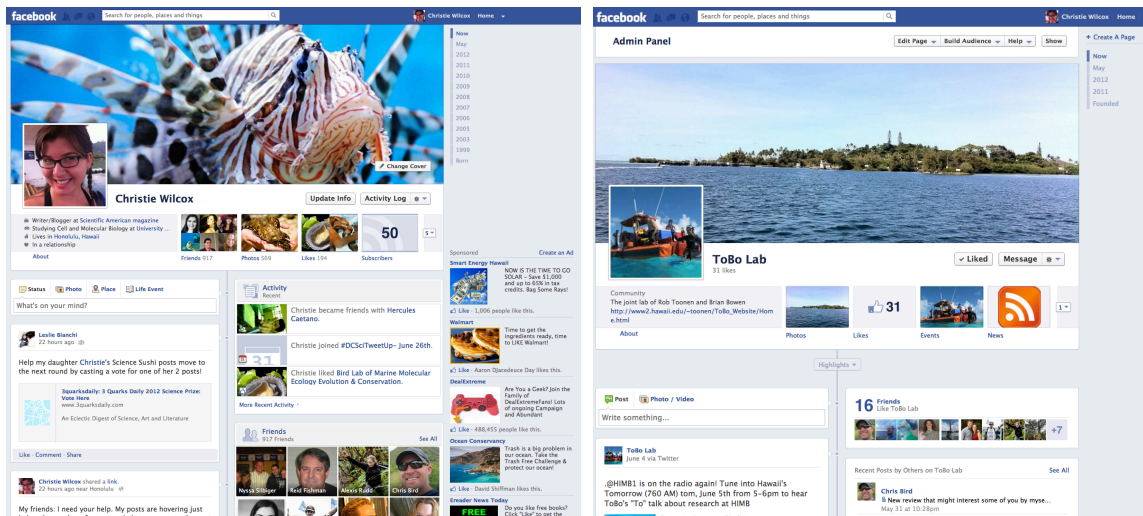 facebook
Search for people, places and things
Christie Wilcox Home
Now
May
2012
2011
2010
2009
2008
2007
2006
2005
2003
1999
Born
Change Cover
Christie Wilcox
Update Info
Activity Log
Writer/Blogger at Scientific American magazine
Studying Cell and Molecular Biology at University ...
Lives in Honolulu, Hawaii
In a relationship
About
Friends 917
Photos 569
Likes 194
50
Subscribers
5
Status
Photo
Place
Life Event
What's on your mind?
Leslie Bianchi
22 hours ago
Help my daughter Christie's Science Sushi posts move to
the next round by casting a vote for one of her 2 posts!
3quarksdaily: 3 Quarks Daily 2012 Science Prize:
Vote Here
www.3quarksdaily.com
An Eclectic Digest of Science, Art and Literature
Like · Comment · Share
Christie Wilcox shared a link.
22 hours ago near Honolulu
My friends: I need your help. My posts are hovering just
Activity
Recent
Christie became friends with Hercules
Caetano.
31
Christie joined #DCSciTweetUp- June 26th.
Christie liked Bird Lab of Marine Molecular
Ecology Evolution & Conservation.
More Recent Activity
Friends
917 Friends
See All
Nyssa Silbiger
Reid Fishman
Alexis Rudd
Chris Bird
Sponsored
Create an Ad
Smart Energy Hawaii
NOW IS THE TIME TO GO
SOLAR – Save $1,000
and up to 65% in tax
credits. Bag Some Rays!
Like · 1,006 people like this.
Walmart
Time to get the
ingredients ready, time
to LIKE Walmart!
Like · Aaron Djacedeux Day likes this.
DealExtreme
Are You a Geek? Join the
Family of
DealExtremeFans! Lots
of ongoing Campaign
and Abundant
Like · 488,455 people like this.
Ocean Conservancy
Trash is a big problem in
our ocean. Take the
Trash Free Challenge &
protect our ocean!
Like · David Shiffman likes this.
Ereader News Today
FREE
Do you like free books?
Click "Like" to get the
facebook
Search for people, places and things
Christie Wilcox Home
Admin Panel
Edit Page
Build Audience
Help
Show
+ Create A Page
Now
May
2012
2011
Founded
ToBo Lab
31 likes
Liked
Message
Community
The joint lab of Rob Toonen and Brian Bowen
http://www2.hawaii.edu/~toonen/ToBo_Website/Hom
e.html
About
Photos
31
Likes
Events
News
1
Highlights
Post
Photo / Video
Write something...
ToBo Lab
June 4 via Twitter
.@HIMB1 is on the radio again! Tune into Hawaii's
Tomorrow (760 AM) tom, June 5th from 5–6pm to hear
ToBo's "To" talk about research at HIMB
16
Friends
Like ToBo Lab
+7
Recent Posts by Others on ToBo Lab
See All
Chris Bird
New review that might interest some of you by myse...
May 31 at 10:28pm